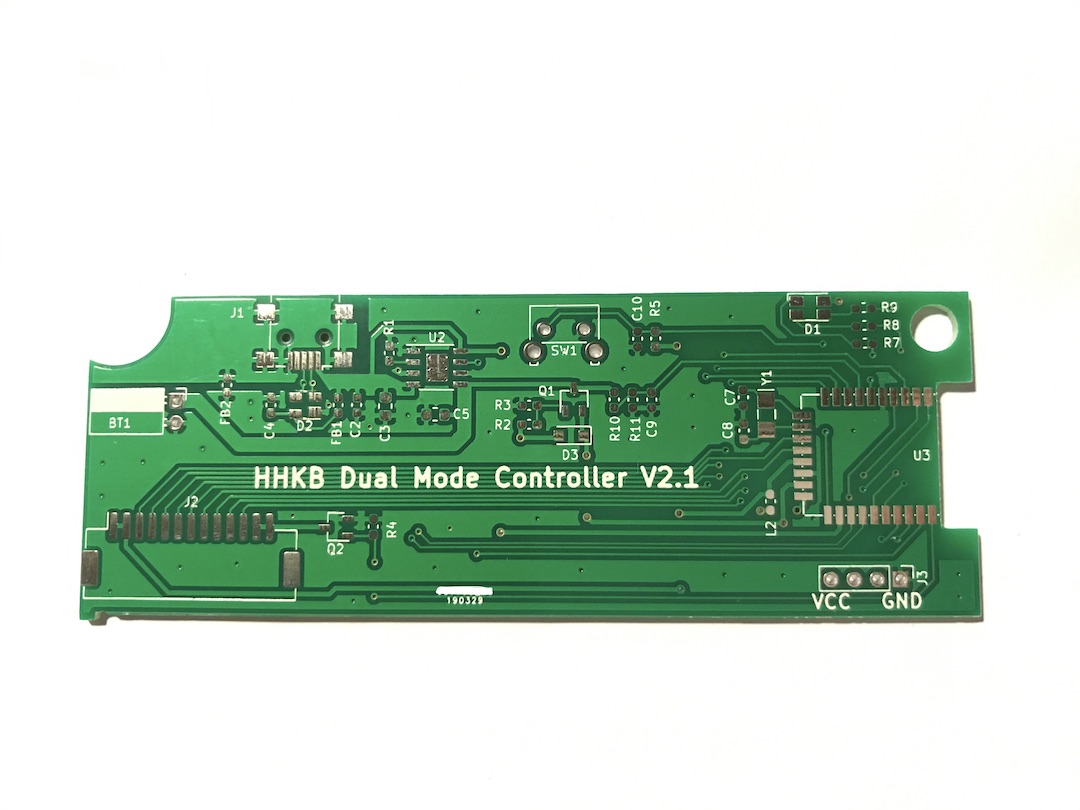 J1
R1
U2
SW1
C10
R5
D1
R9
R8
R7
BT1
FB2
C4
D2
FB1
C2
C3
C5
R3
R2
Q1
D3
R10
R11
C9
C7
Y1
C8
U3
HHKB Dual Mode Controller V2.1
J2
Q2
R4
L2
190329
J3
VCC GND